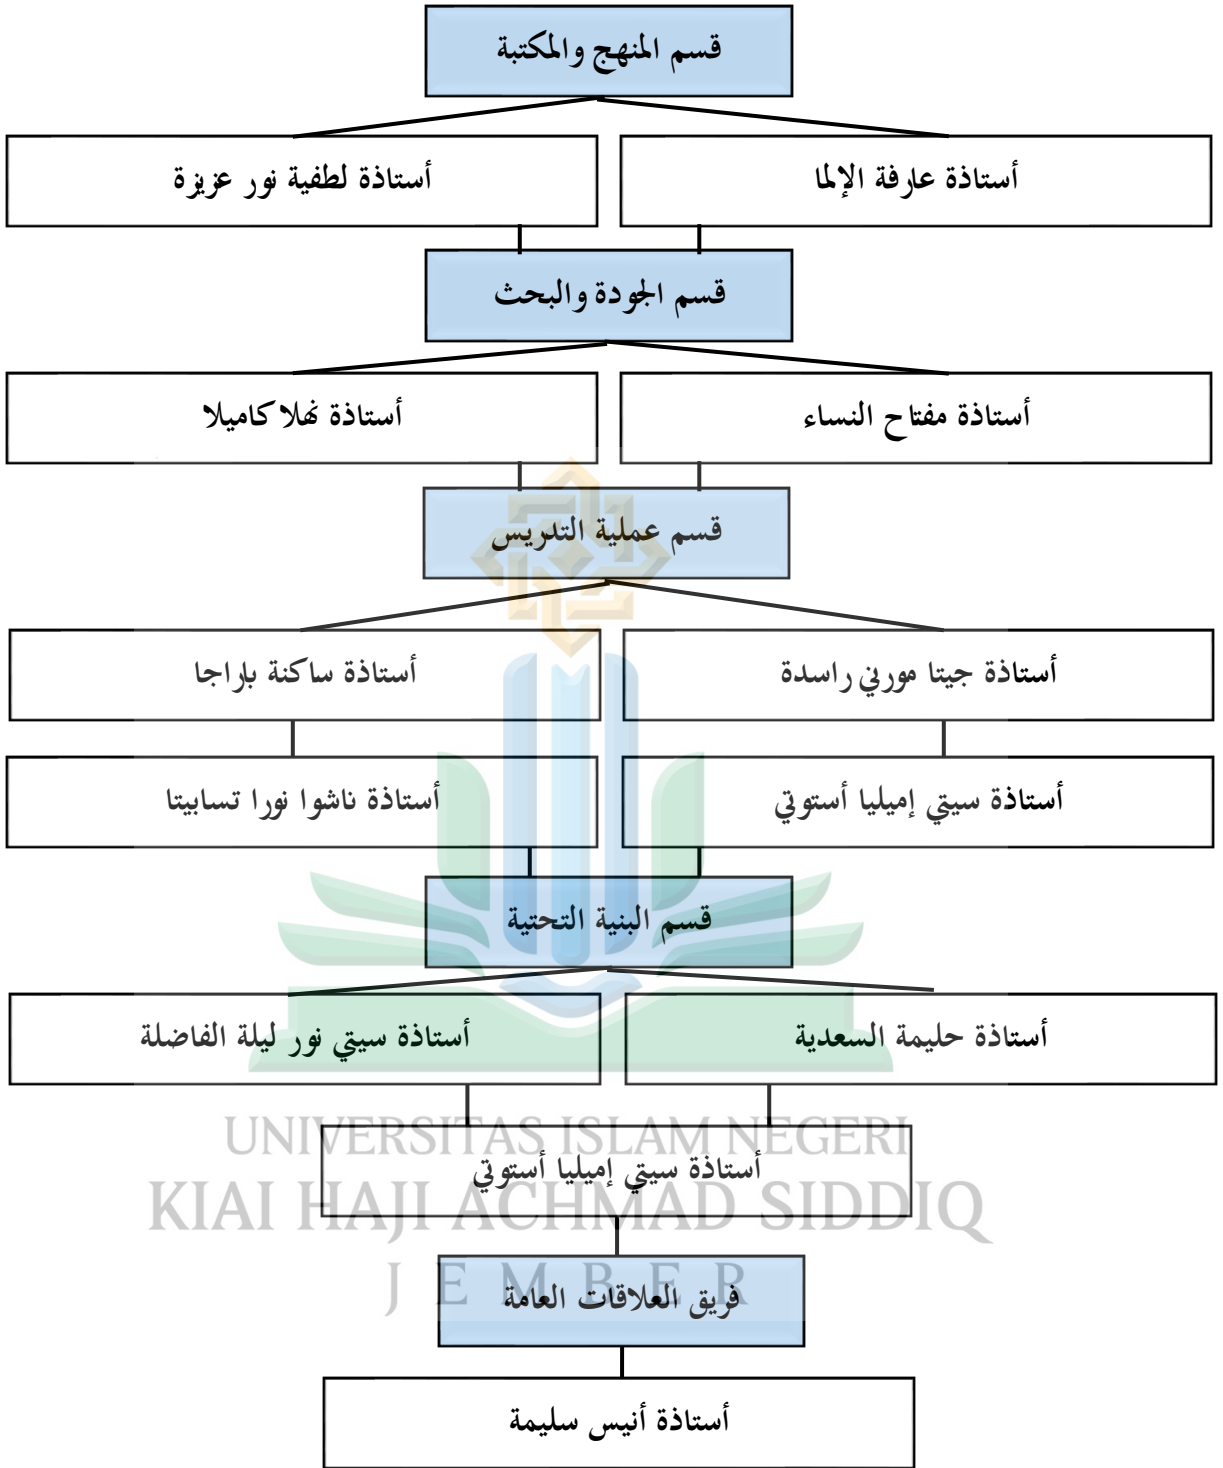 قسم المنهج والمكتبة
أستاذة عارفة الإلما
أستاذة لطفية نور عزيزة
قسم الجودة والبحث
أستاذة مفتاح النساء
أستاذة نهلا كاميلا
قسم عملية التدريس
أستاذة جيتا مورني راسدة
أستاذة ساكنة باراجا
أستاذة سيتي إميليا أستوتي
أستاذة ناشوا نورا تسابيتا
قسم البنية التحتية
أستاذة حليمة السعدية
أستاذة سيتي نور ليلة الفاضلة
UNIVERSITAS ISLAM NEGERI
أستاذة سيتي إميليا أستوتي
KIAI HAJI ACHMAD SIDDIQ
JEMBER
فريق العلاقات العامة
أستاذة أنيس سليمة